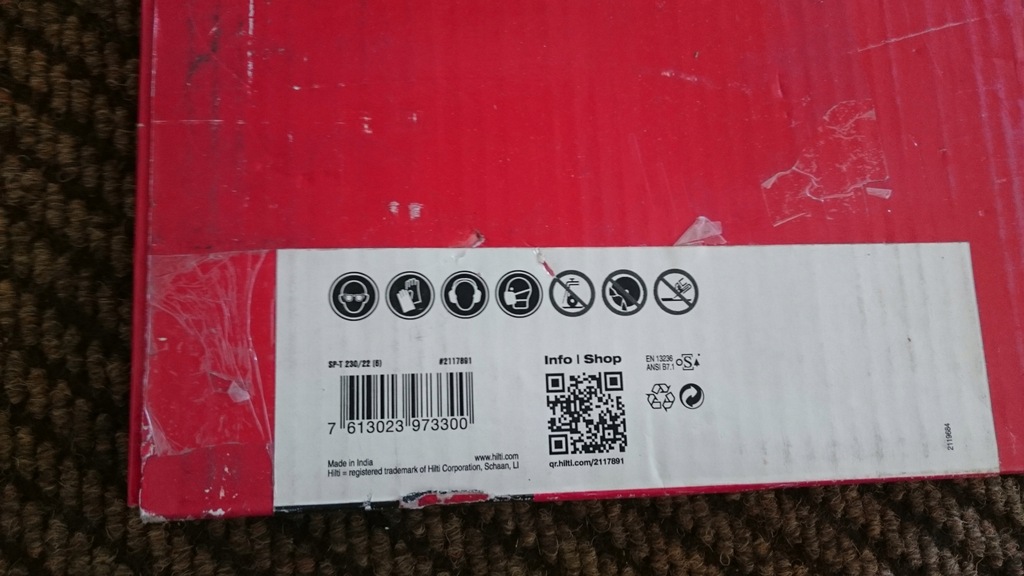 SP-T 230/22 (6) #2117891
7 613023 973300
Made in India www.hilti.com
Hilti = registered trademark of Hilti Corporation, Schaan, LI
Info | Shop
qr.hilti.com/2117891
EN 13236
ANSI B7.1
oS
2119684